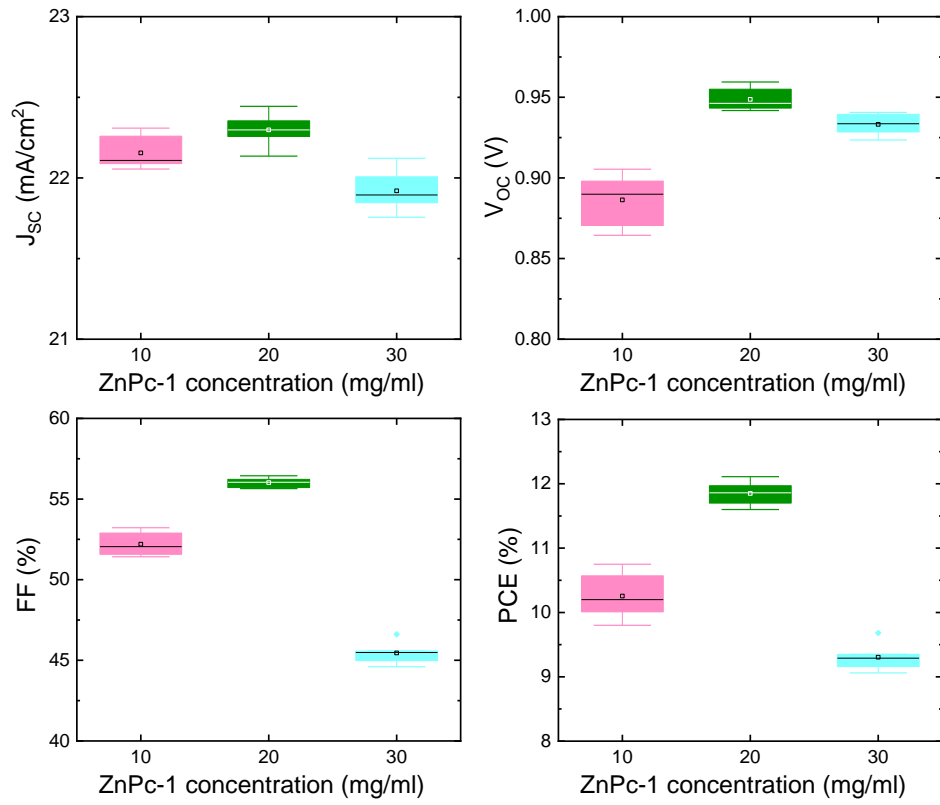 J_SC (mA/cm²)
23
22
21
10 20 30
ZnPc-1 concentration (mg/ml)
V_OC (V)
1.00
0.95
0.90
0.85
0.80
10 20 30
ZnPc-1 concentration (mg/ml)
FF (%)
60
55
50
45
40
10 20 30
ZnPc-1 concentration (mg/ml)
PCE (%)
13
12
11
10
9
8
10 20 30
ZnPc-1 concentration (mg/ml)